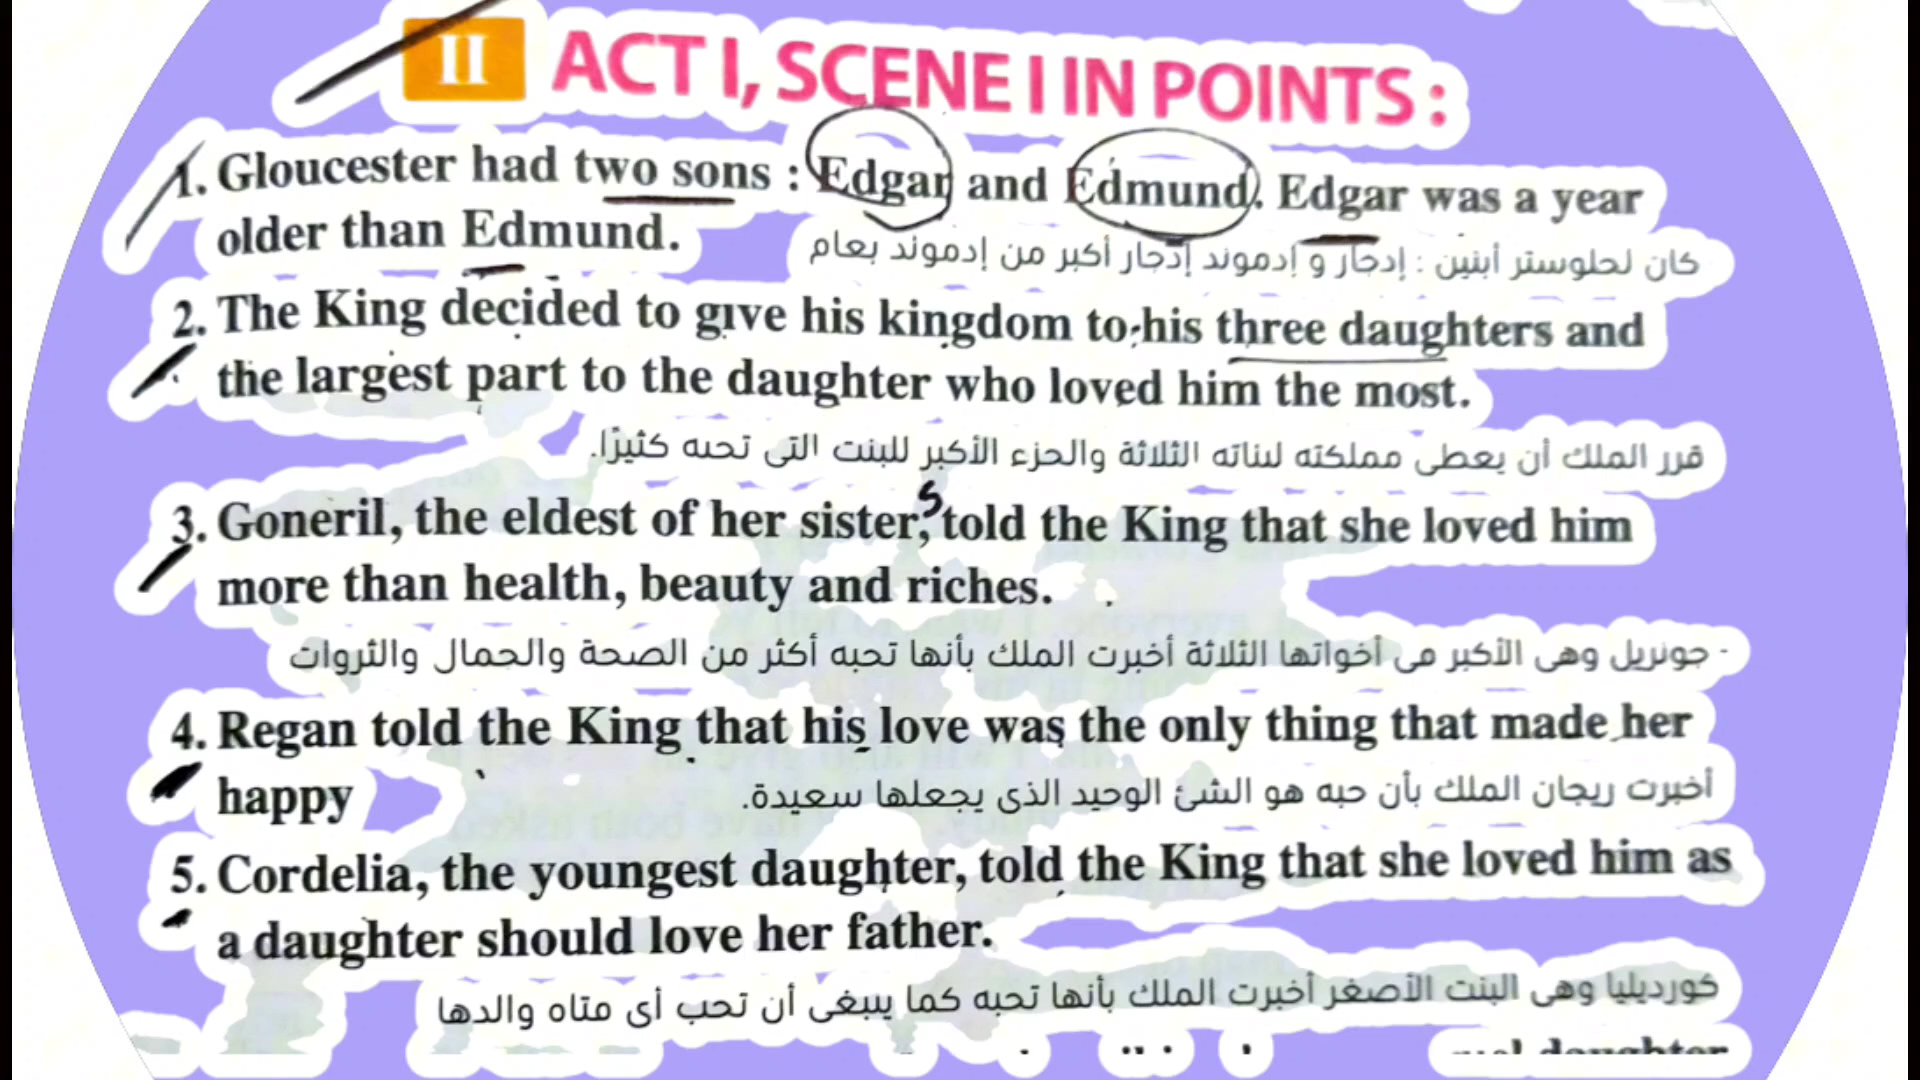 II ACT I, SCENE I IN POINTS :
1. Gloucester had two sons : Edgar and Edmund. Edgar was a year
older than Edmund.
كان لجلوستر أبنين : إدجار و إدموند إدجار أكبر من إدموند بعام
2. The King decided to give his kingdom to his three daughters and
the largest part to the daughter who loved him the most.
قرر الملك أن يعطى مملكته لبناته الثلاثة والجزء الأكبر للبنت التى تحبه كثيرًا.
3. Goneril, the eldest of her sister,s told the King that she loved him
more than health, beauty and riches.
- جونريل وهى الأكبر فى أخواتها الثلاثة أخبرت الملك بأنها تحبه أكثر من الصحة والجمال والثروات
4. Regan told the King that his love was the only thing that made her
happy
أخبرت ريجان الملك بأن حبه هو الشئ الوحيد الذى يجعلها سعيدة.
5. Cordelia, the youngest daughter, told the King that she loved him as
a daughter should love her father.
كورديليا وهى البنت الأصغر أخبرت الملك بأنها تحبه كما ينبغى أن تحب أى فتاه والدها
daughter